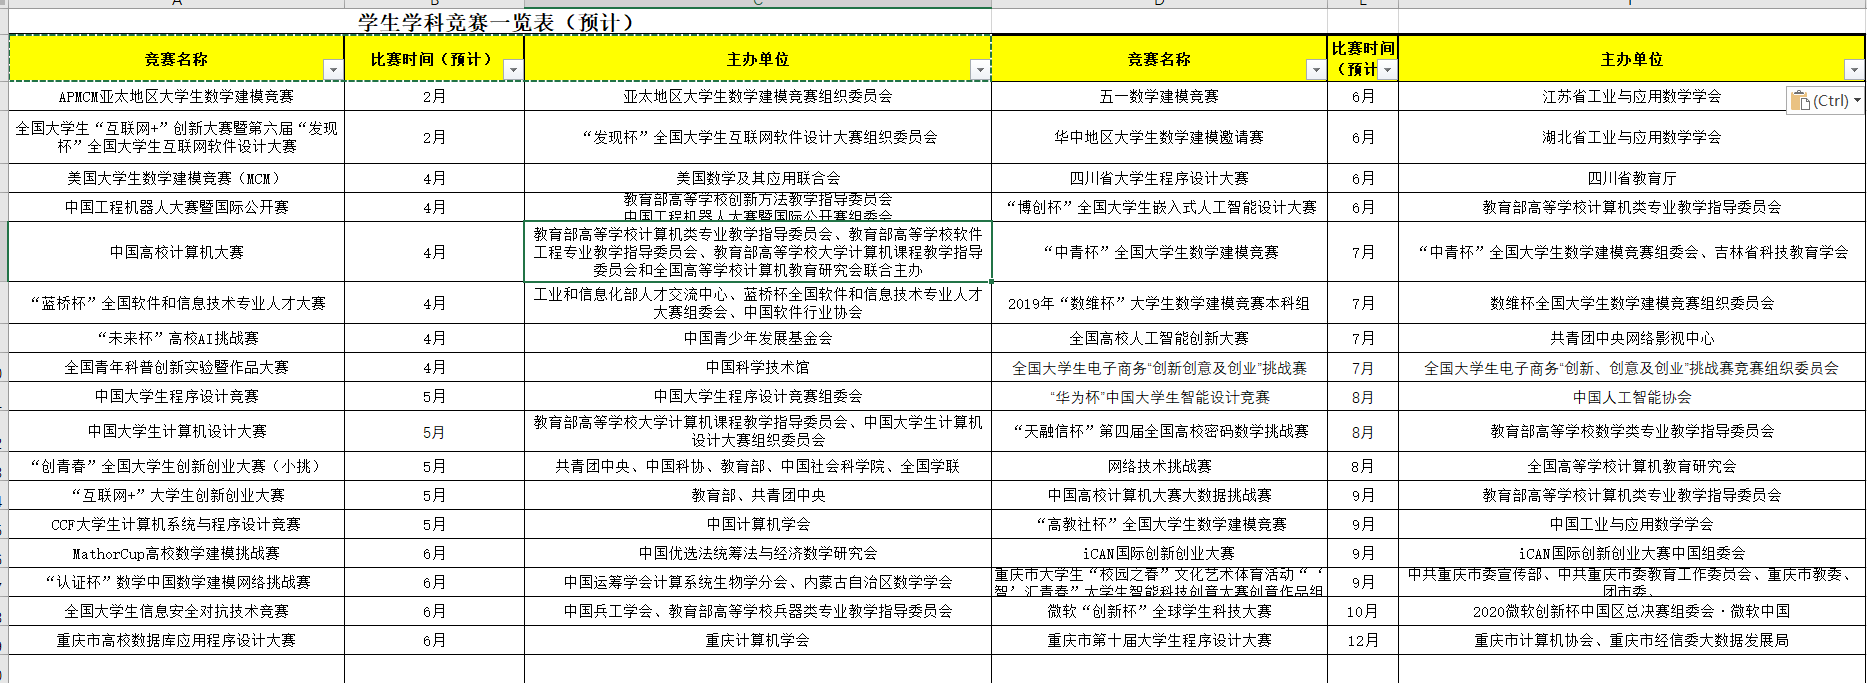 学生学科竞赛一览表（预计）
竞赛名称 比赛时间（预计） 主办单位 竞赛名称 比赛时间 主办单位
（预计
APMCM亚太地区大学生数学建模竞赛 2月 亚太地区大学生数学建模竞赛组织委员会 五一数学建模竞赛 6月 江苏省工业与应用数学学会
(Ctrl)
全国大学生“互联网+”创新大赛暨第六届“发现
杯”全国大学生互联网软件设计大赛 2月 “发现杯”全国大学生互联网软件设计大赛组织委员会 华中地区大学生数学建模邀请赛 6月 湖北省工业与应用数学学会
美国大学生数学建模竞赛（MCM） 4月 美国数学及其应用联合会 四川省大学生程序设计大赛 6月 四川省教育厅
中国工程机器人大赛暨国际公开赛 4月 教育部高等学校创新方法教学指导委员会
中国工程机器人大赛暨国际公开赛组委会 “博创杯”全国大学生嵌入式人工智能设计大赛 6月 教育部高等学校计算机类专业教学指导委员会
中国高校计算机大赛 4月 教育部高等学校计算机类专业教学指导委员会、教育部高等学校软件
工程专业教学指导委员会、教育部高等学校大学计算机课程教学指导
委员会和全国高等学校计算机教育研究会联合主办 “中青杯”全国大学生数学建模竞赛 7月 “中青杯”全国大学生数学建模竞赛组委会、吉林省科技教育学会
“蓝桥杯”全国软件和信息技术专业人才大赛 4月 工业和信息化部人才交流中心、蓝桥杯全国软件和信息技术专业人才
大赛组委会、中国软件行业协会 2019年“数维杯”大学生数学建模竞赛本科组 7月 数维杯全国大学生数学建模竞赛组织委员会
“未来杯”高校AI挑战赛 4月 中国青少年发展基金会 全国高校人工智能创新大赛 7月 共青团中央网络影视中心
全国青年科普创新实验暨作品大赛 4月 中国科学技术馆 全国大学生电子商务“创新创意及创业”挑战赛 7月 全国大学生电子商务“创新、创意及创业”挑战赛竞赛组织委员会
中国大学生程序设计竞赛 5月 中国大学生程序设计竞赛组委会 “华为杯”中国大学生智能设计竞赛 8月 中国人工智能协会
中国大学生计算机设计大赛 5月 教育部高等学校大学计算机课程教学指导委员会、中国大学生计算机
设计大赛组织委员会 “天融信杯”第四届全国高校密码数学挑战赛 8月 教育部高等学校数学类专业教学指导委员会
“创青春”全国大学生创新创业大赛（小挑） 5月 共青团中央、中国科协、教育部、中国社会科学院、全国学联 网络技术挑战赛 8月 全国高等学校计算机教育研究会
“互联网+”大学生创新创业大赛 5月 教育部、共青团中央 中国高校计算机大赛大数据挑战赛 9月 教育部高等学校计算机类专业教学指导委员会
CCF大学生计算机系统与程序设计竞赛 5月 中国计算机学会 “高教社杯”全国大学生数学建模竞赛 9月 中国工业与应用数学学会
MathorCup高校数学建模挑战赛 6月 中国优选法统筹法与经济数学研究会 iCAN国际创新创业大赛 9月 iCAN国际创新创业大赛中国组委会
“认证杯”数学中国数学建模网络挑战赛 6月 中国运筹学会计算系统生物学分会、内蒙古自治区数学学会 重庆市大学生“校园之春”文化艺术体育活动“‘
智’汇青春”大学生智能科技创意大赛创意作品组 9月 中共重庆市委宣传部、中共重庆市委教育工作委员会、重庆市教委、
团市委、
全国大学生信息安全对抗技术竞赛 6月 中国兵工学会、教育部高等学校兵器类专业教学指导委员会 微软“创新杯”全球学生科技大赛 10月 2020微软创新杯中国区总决赛组委会·微软中国
重庆市高校数据库应用程序设计大赛 6月 重庆计算机学会 重庆市第十届大学生程序设计大赛 12月 重庆市计算机协会、重庆市经信委大数据发展局